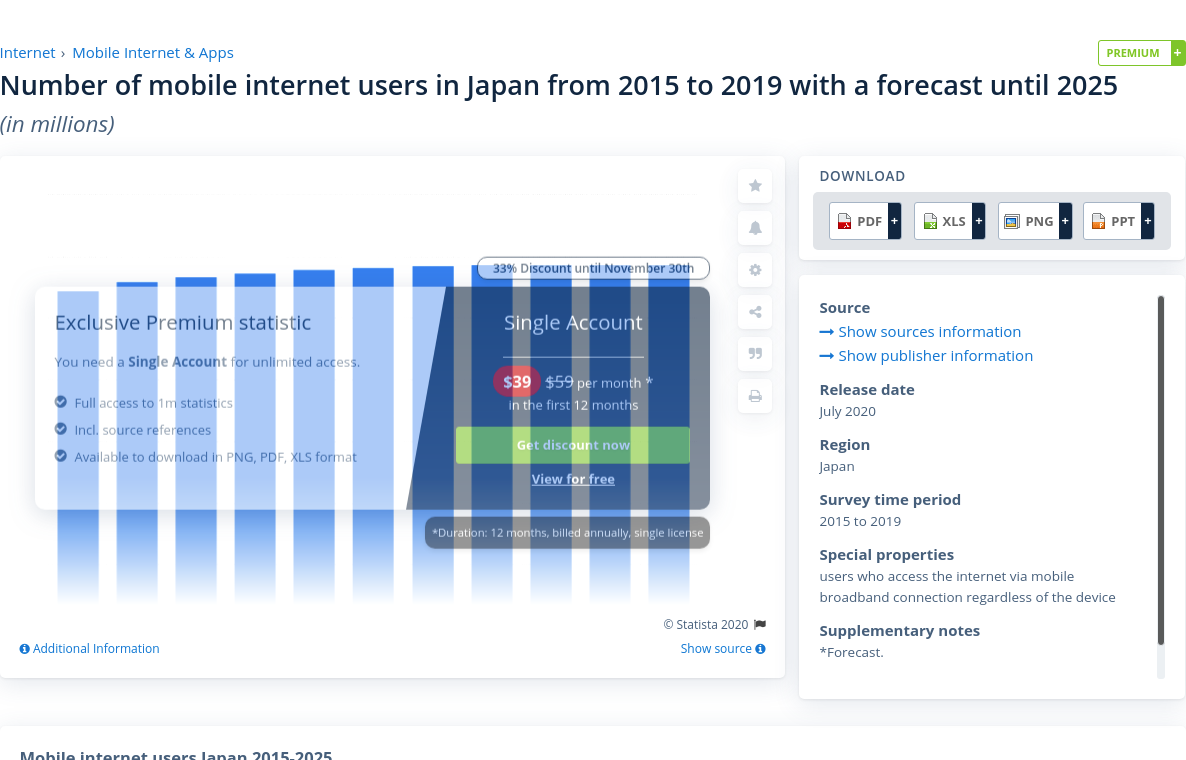 Internet › Mobile Internet & Apps
PREMIUM +
Number of mobile internet users in Japan from 2015 to 2019 with a forecast until 2025
(in millions)
33% Discount until November 30th
Exclusive Premium statistic
You need a Single Account for unlimited access.
Full access to 1m statistics
Incl. source references
Available to download in PNG, PDF, XLS format
Single Account
$39 $59 per month *
in the first 12 months
Get discount now
View for free
*Duration: 12 months, billed annually, single license
© Statista 2020
Additional Information
Show source
DOWNLOAD
PDF + XLS + PNG + PPT +
Source
Show sources information
Show publisher information
Release date
July 2020
Region
Japan
Survey time period
2015 to 2019
Special properties
users who access the internet via mobile
broadband connection regardless of the device
Supplementary notes
*Forecast.
Mobile internet users Japan 2015-2025